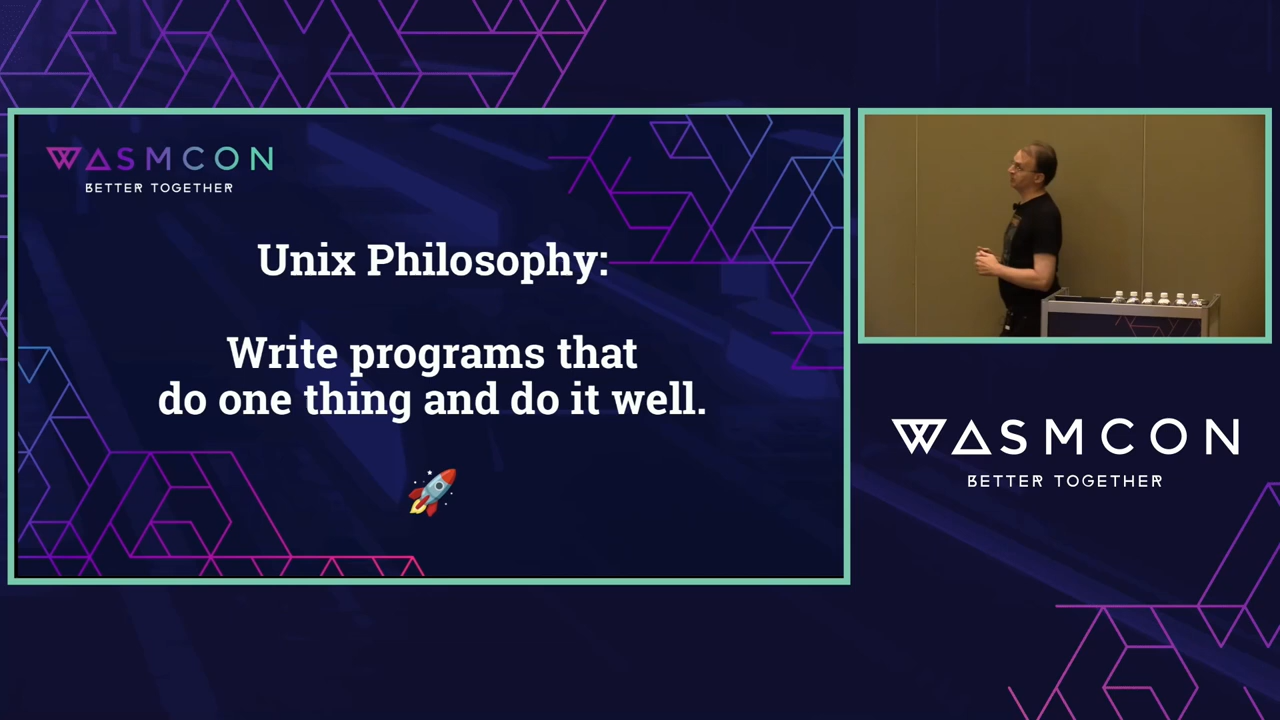 WASMCON
BETTER TOGETHER
Unix Philosophy:
Write programs that
do one thing and do it well.
WASMCON
BETTER TOGETHER